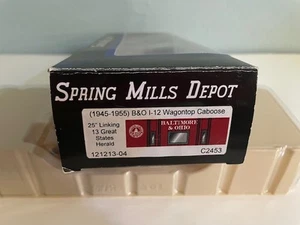 SPRING MILLS DEPOT
(1945-1955) B&O I-12 Wagontop Caboose
25" Linking
13 Great
States
Herald
BALTIMORE
& OHIO
121213-04
C2453